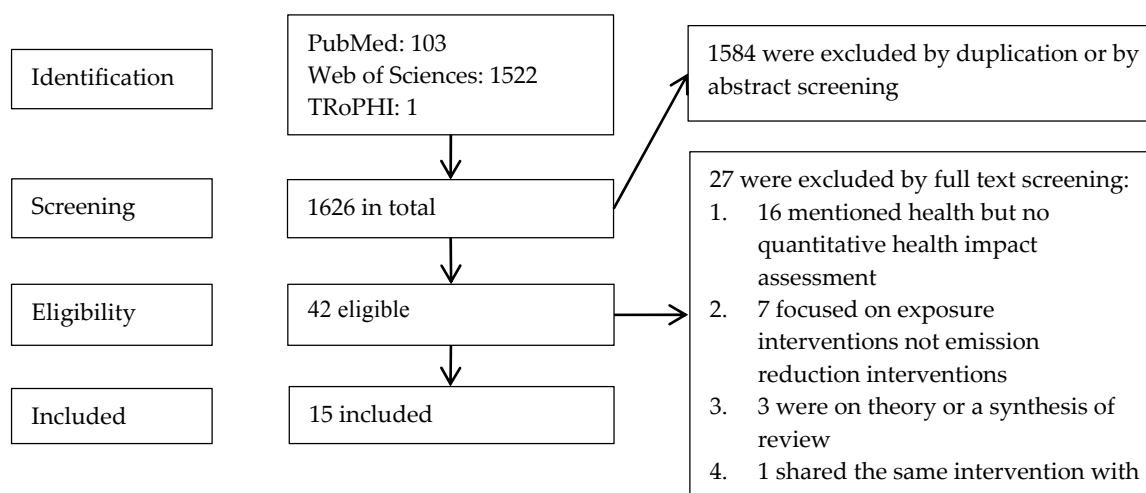 Identification
PubMed: 103
Web of Sciences: 1522
TRoPHI: 1
1584 were excluded by duplication or by
abstract screening
Screening
1626 in total
27 were excluded by full text screening:
1. 16 mentioned health but no
quantitative health impact
assessment
2. 7 focused on exposure
interventions not emission
reduction interventions
3. 3 were on theory or a synthesis of
review
4. 1 shared the same intervention with
Eligibility
42 eligible
Included
15 included